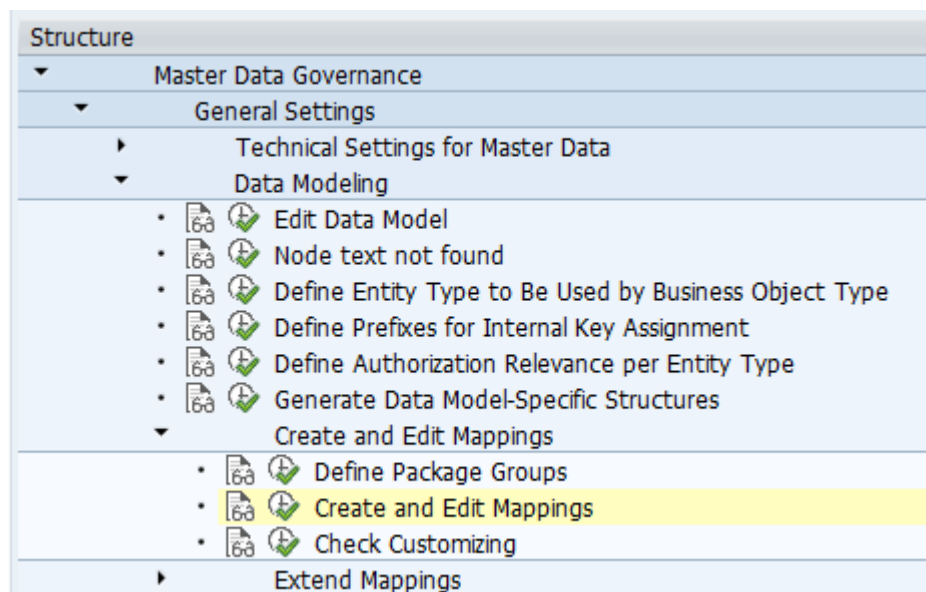 Structure
Master Data Governance
General Settings
Technical Settings for Master Data
Data Modeling
Edit Data Model
Node text not found
Define Entity Type to Be Used by Business Object Type
Define Prefixes for Internal Key Assignment
Define Authorization Relevance per Entity Type
Generate Data Model-Specific Structures
Create and Edit Mappings
Define Package Groups
Create and Edit Mappings
Check Customizing
Extend Mappings